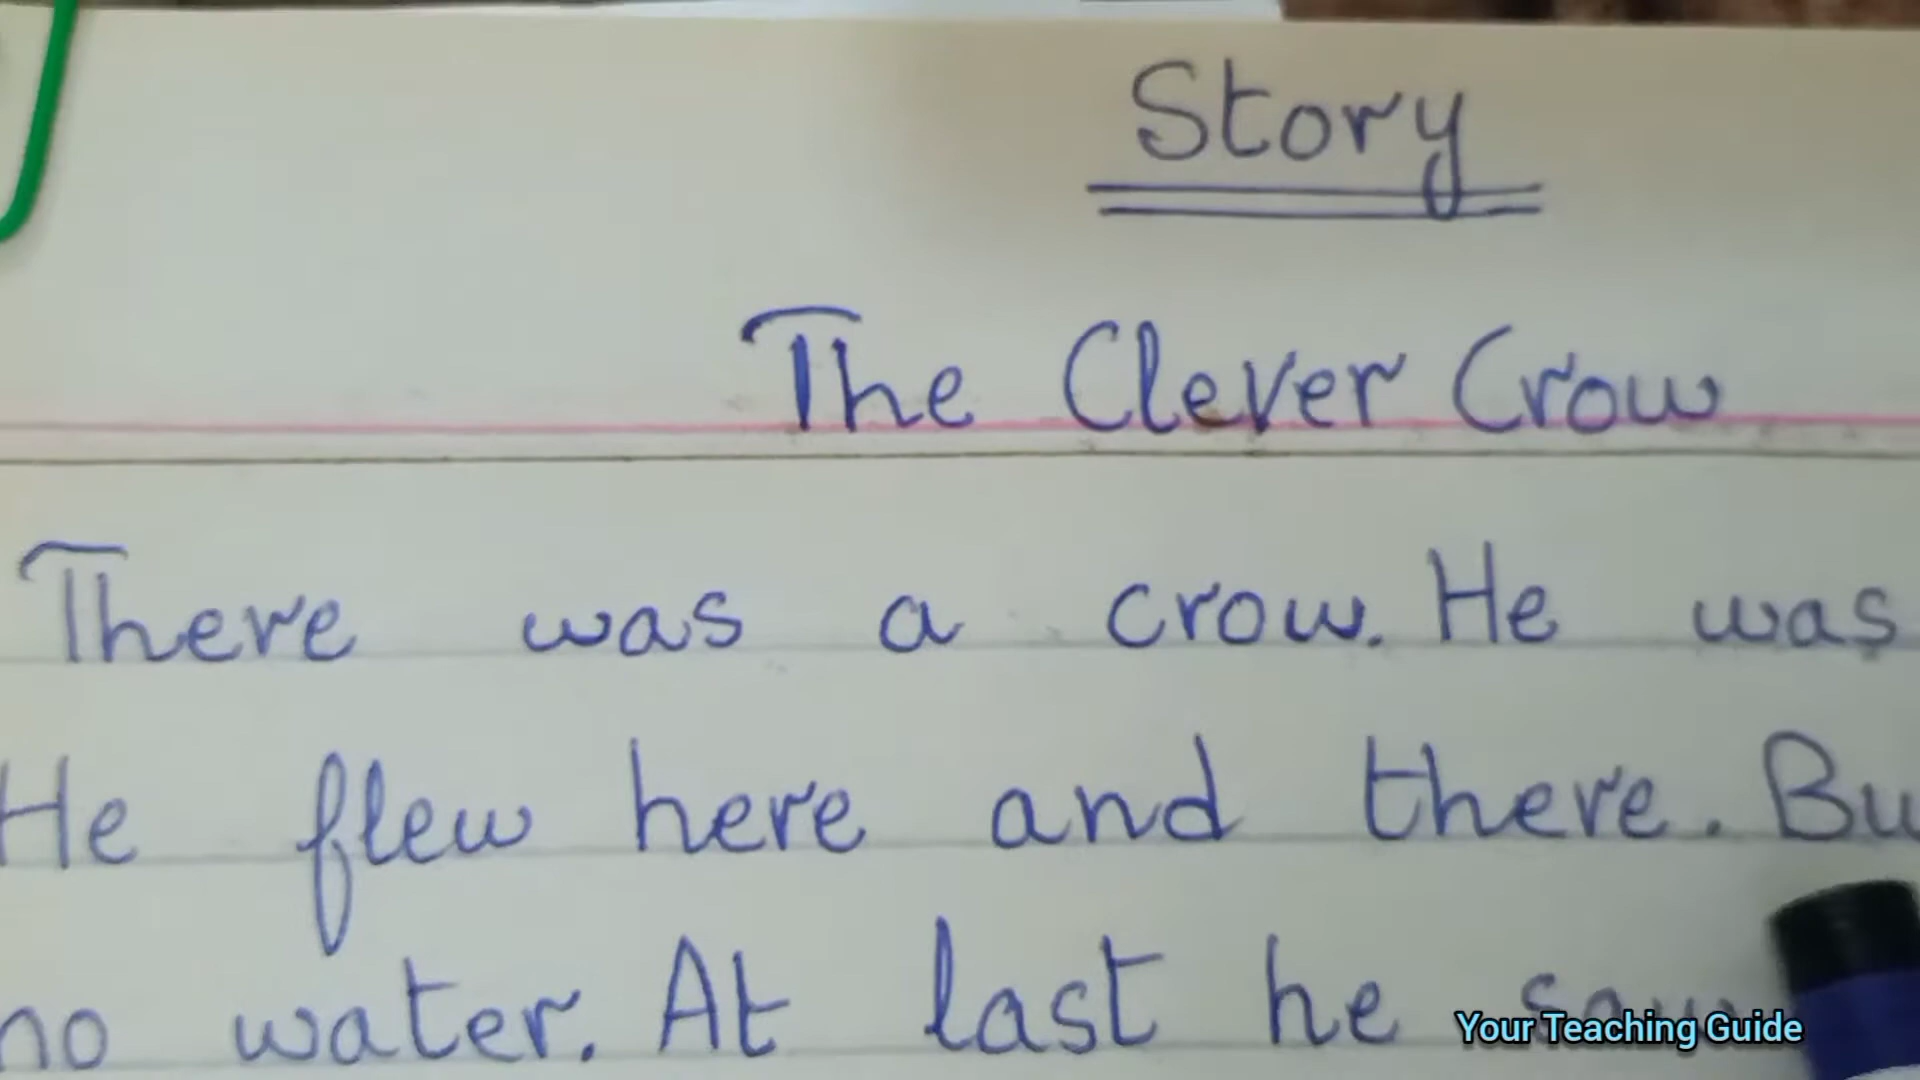 Story
The Clever Crow
There was a crow. He was
He flew here and there.
no water. At last he
Your Teaching Guide